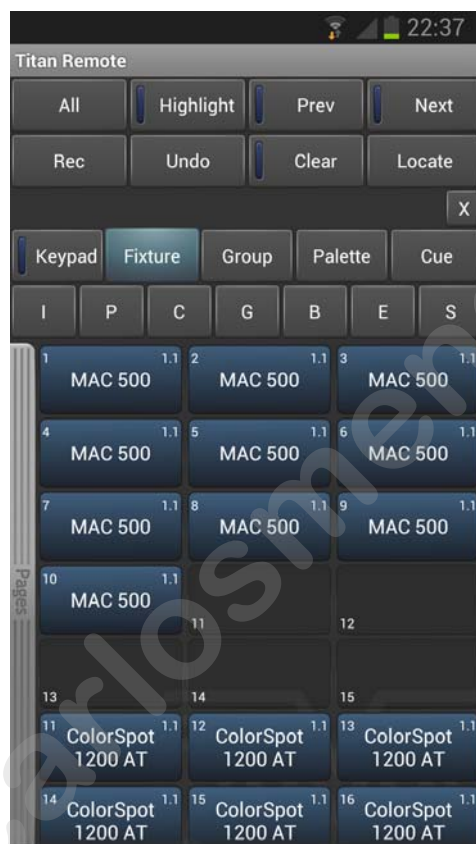 22:37
Titan Remote
All Highlight Prev Next
Rec Undo Clear Locate
X
Keypad Fixture Group Palette Cue
I P C G B E S
1 1.1 2 1.1 3 1.1
MAC 500 MAC 500 MAC 500
4 1.1 5 1.1 6 1.1
MAC 500 MAC 500 MAC 500
7 1.1 8 1.1 9 1.1
MAC 500 MAC 500 MAC 500
Pages
10 1.1
MAC 500
11 12
13 14 15
11 1.1 12 1.1 13 1.1
ColorSpot ColorSpot ColorSpot
1200 AT 1200 AT 1200 AT
14 1.1 15 1.1 16 1.1
ColorSpot ColorSpot ColorSpot
1200 AT 1200 AT 1200 AT